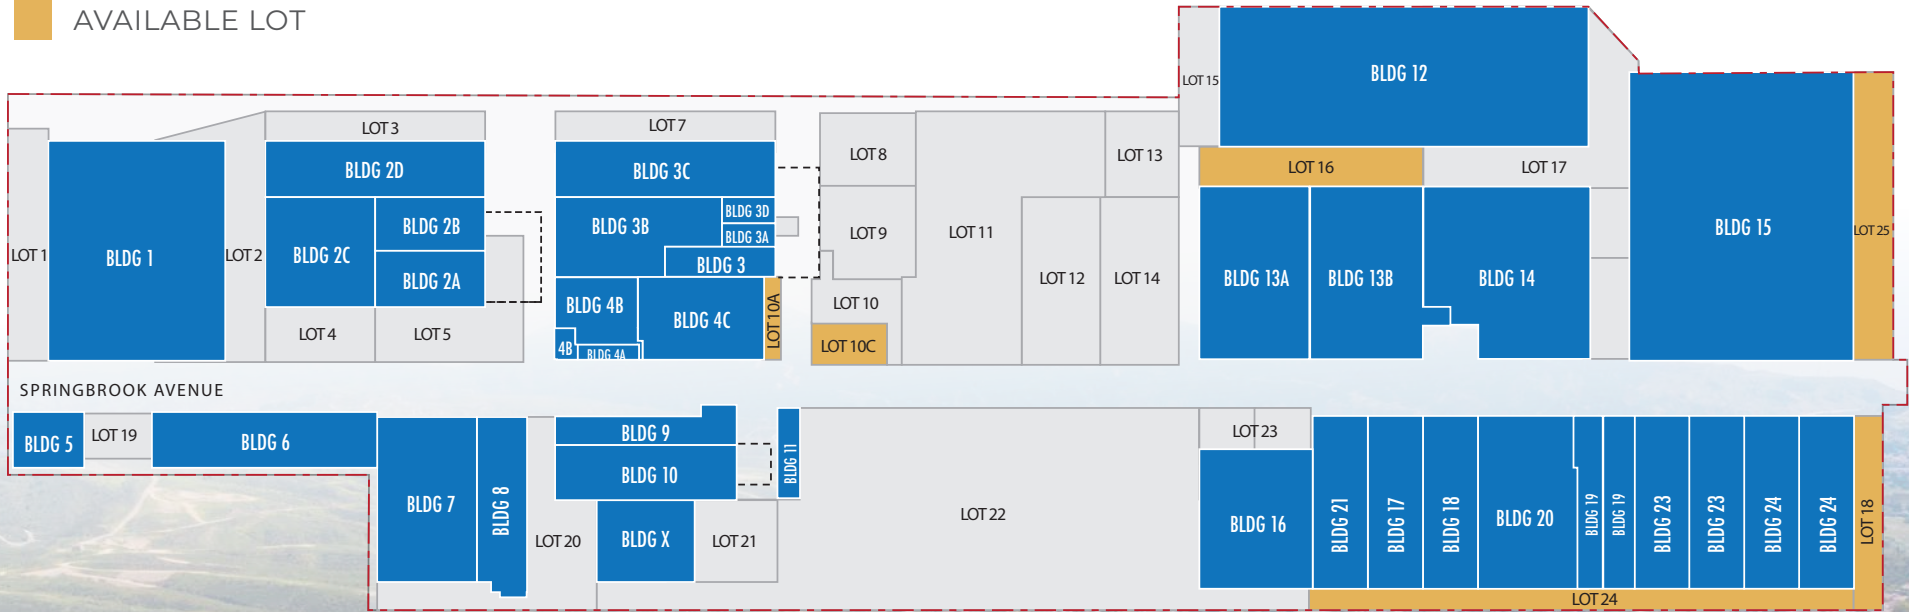 AVAILABLE LOT
LOT 15
BLDG 12
LOT 3
LOT 7
LOT 8
LOT 13
BLDG 2D
BLDG 3C
LOT 16
LOT 17
LOT 1
BLDG 1
LOT 2
BLDG 2C
BLDG 2B
BLDG 2A
BLDG 3B
BLDG 3D
BLDG 3A
BLDG 3
LOT 9
LOT 11
LOT 12
LOT 14
BLDG 13A
BLDG 13B
BLDG 14
BLDG 15
LOT 25
LOT 4
LOT 5
BLDG 4B
4B
BLDG 4A
BLDG 4C
LOT 10A
LOT 10
LOT 10C
SPRINGBROOK AVENUE
BLDG 5
LOT 19
BLDG 6
BLDG 7
BLDG 8
LOT 20
BLDG 9
BLDG 10
BLDG X
LOT 21
BLDG 11
LOT 22
LOT 23
BLDG 16
BLDG 21
BLDG 17
BLDG 18
BLDG 20
BLDG 19
BLDG 19
BLDG 23
BLDG 23
BLDG 24
BLDG 24
LOT 18
LOT 24